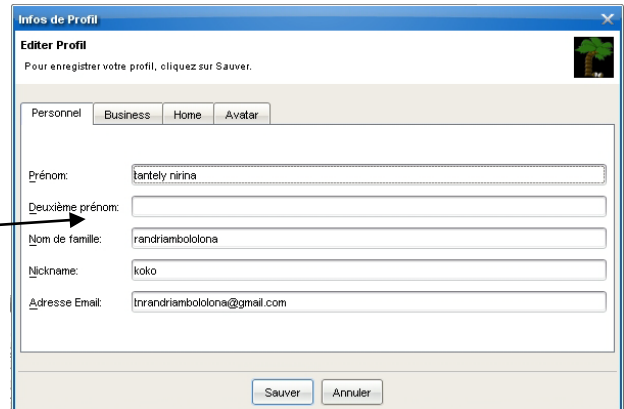 Infos de Profil
Editer Profil
Pour enregistrer votre profil, cliquez sur Sauver.
Personnel Business Home Avatar
Prénom: tantely nirina
Deuxième prénom:
Nom de famille: randriambololona
Nickname: koko
Adresse Email: tnrandriambololona@gmail.com
Sauver Annuler